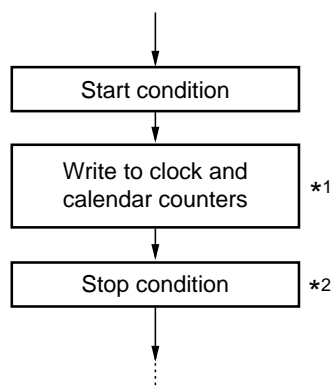 Start condition
Write to clock and
calendar counters
*1
Stop condition
*2